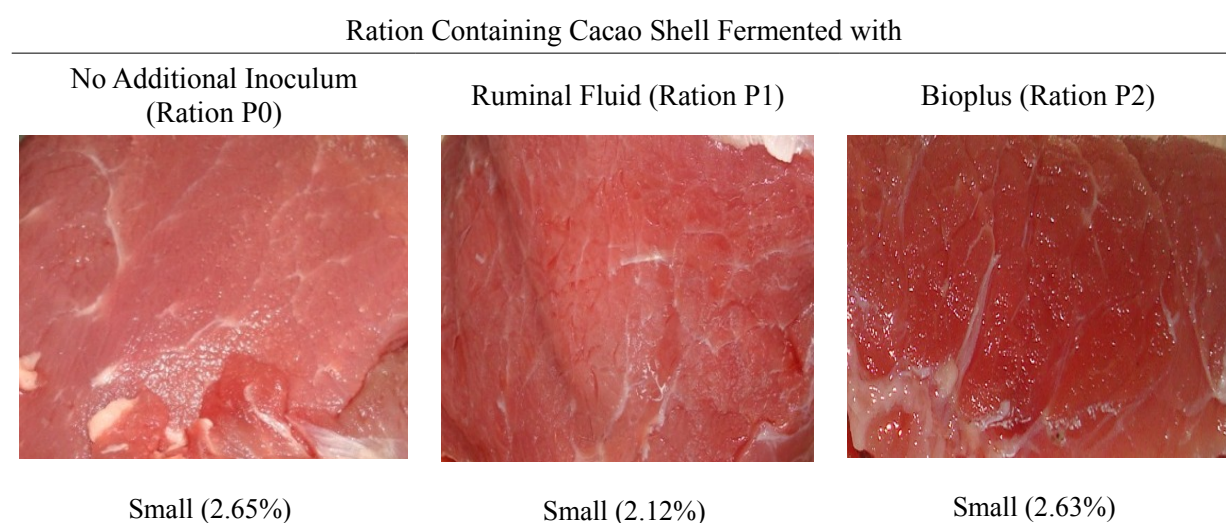 Ration Containing Cacao Shell Fermented with
No Additional Inoculum
(Ration P0)
Ruminal Fluid (Ration P1)
Bioplus (Ration P2)
Small (2.65%)
Small (2.12%)
Small (2.63%)